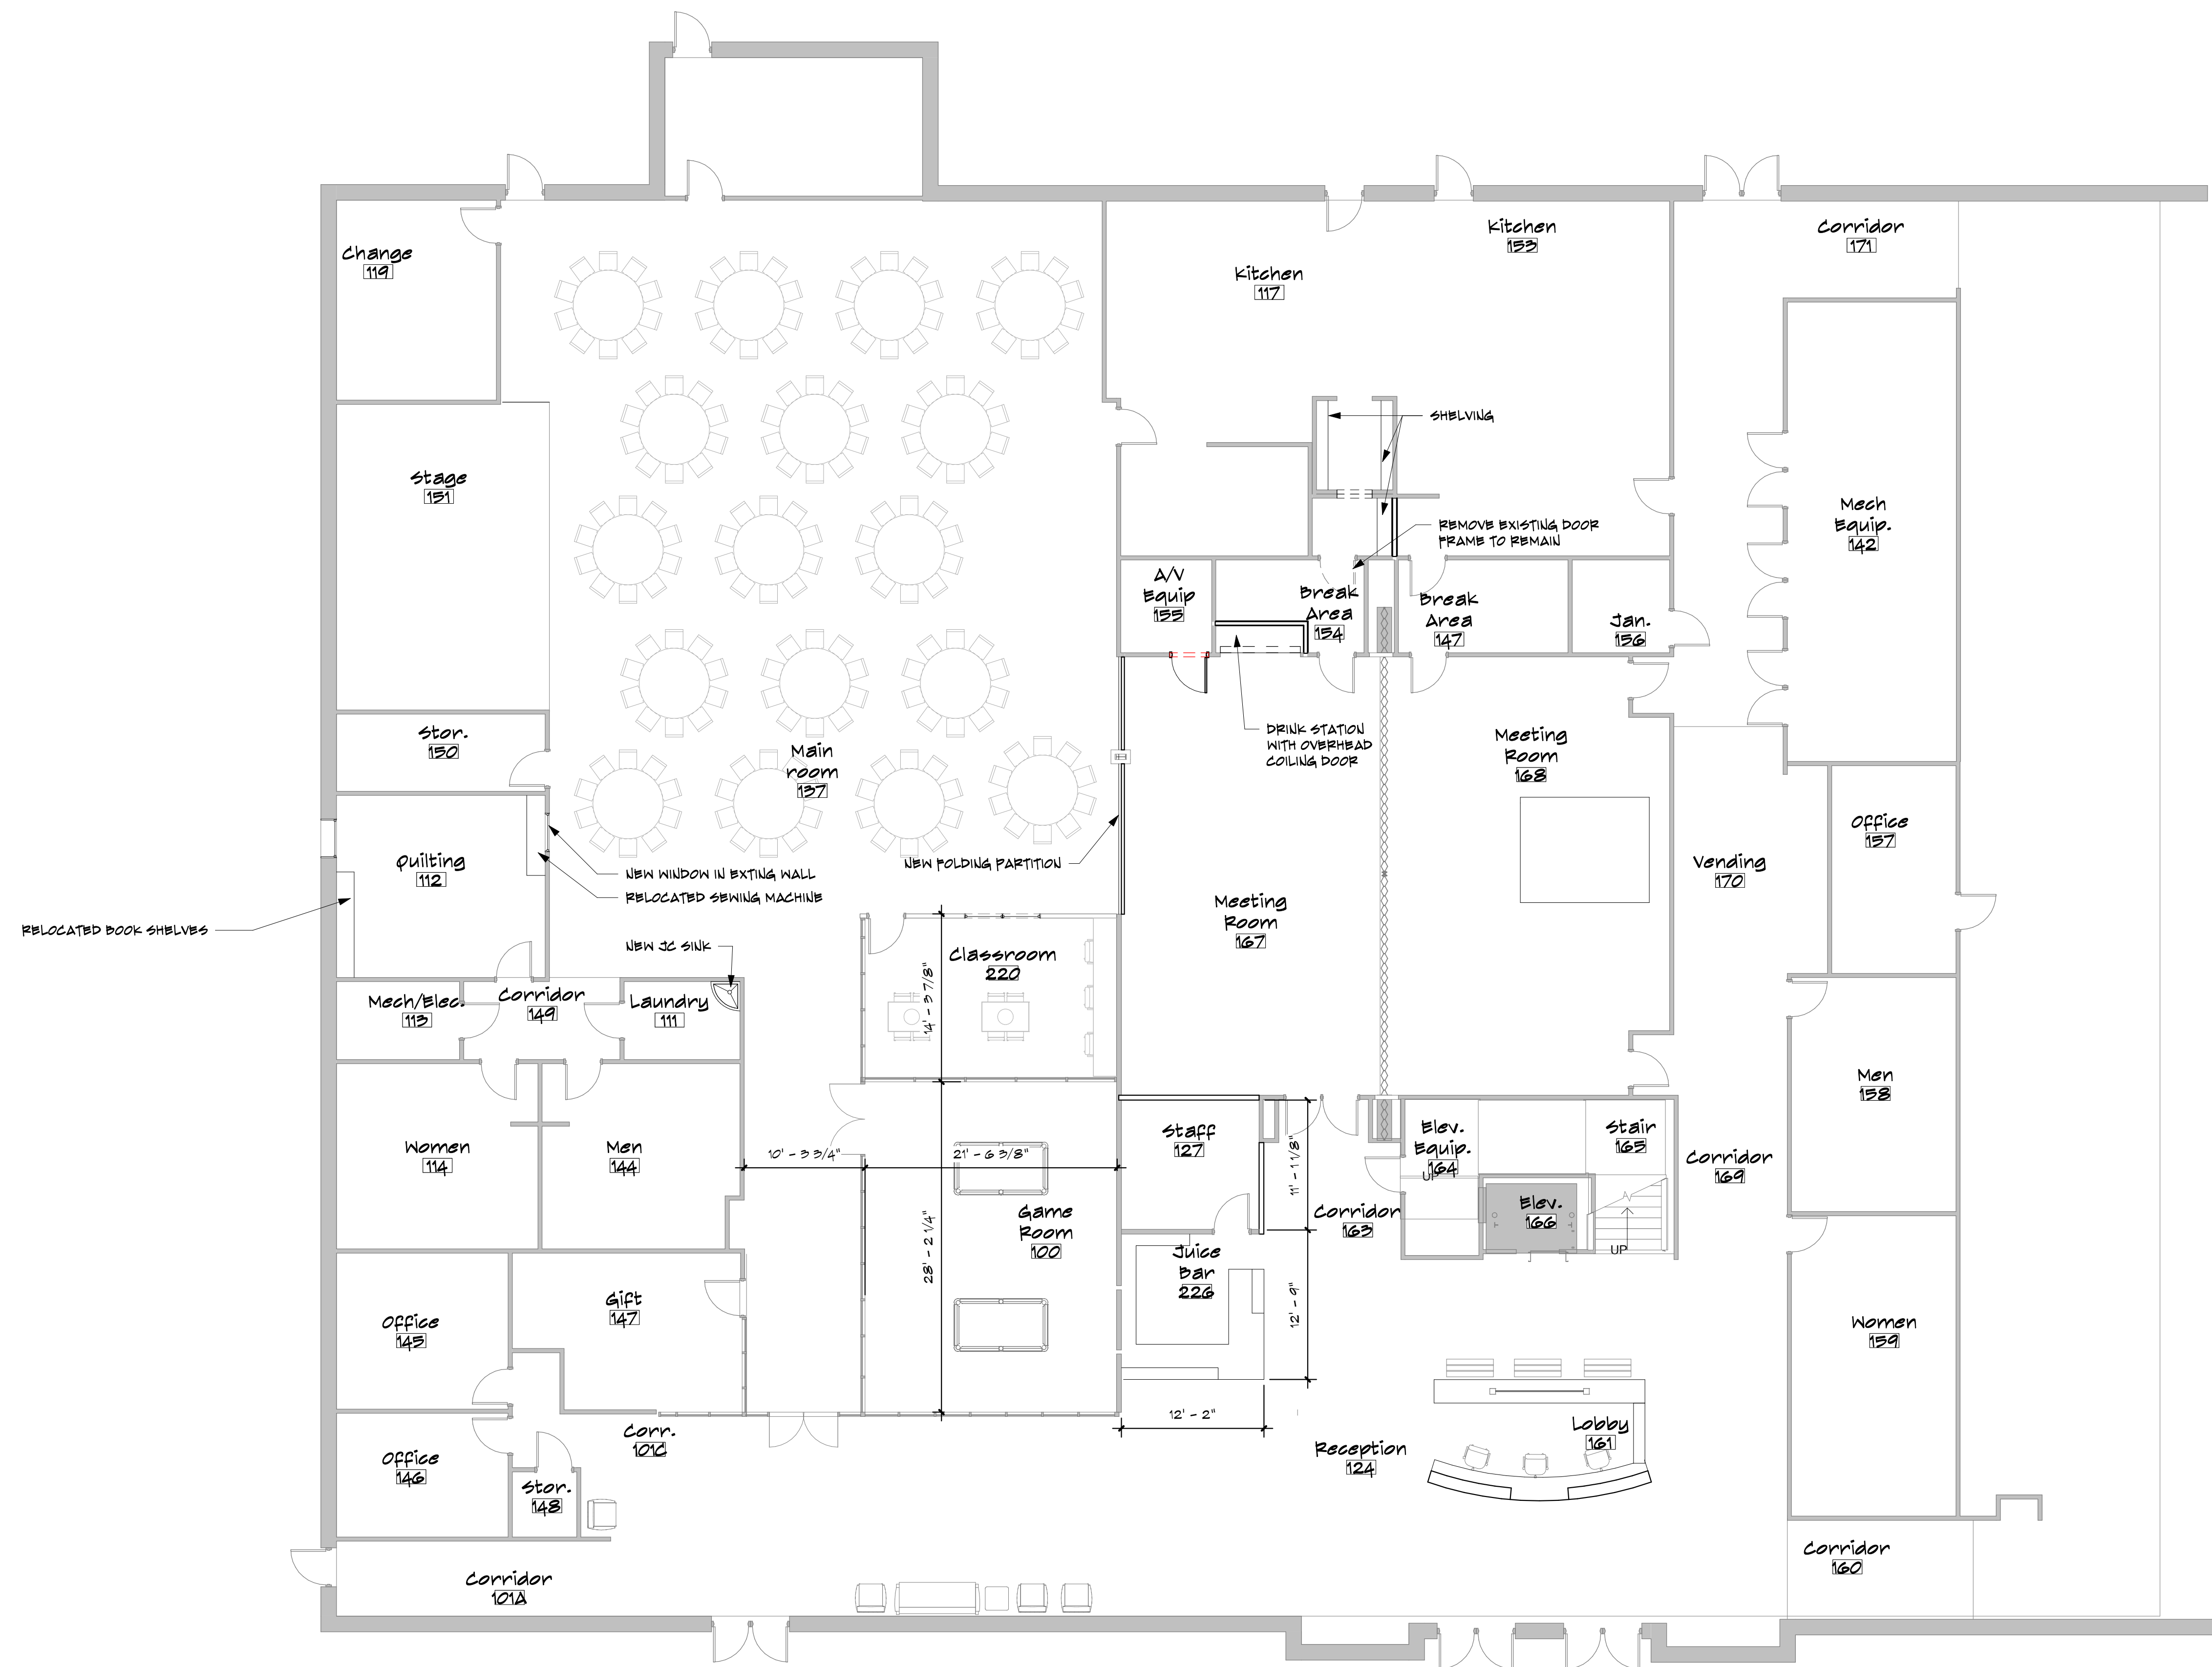 Change
119
Kitchen
153
Corridor
171
Kitchen
117
SHELVING
Stage
151
Mech
Equip.
142
REMOVE EXISTING DOOR
FRAME TO REMAIN
A/V
Equip
155
Break
Area
154
Break
Area
147
Jan.
156
Stor.
150
Main
room
137
DRINK STATION
WITH OVERHEAD
COILING DOOR
Meeting
Room
168
Office
157
Quilting
112
NEW WINDOW IN EXTING WALL
RELOCATED SEWING MACHINE
NEW FOLDING PARTITION
Vending
170
RELOCATED BOOK SHELVES
Meeting
Room
167
NEW JC SINK
Classroom
220
14' - 3 7/8"
Mech/Elec.
113
Corridor
149
Laundry
111
Men
158
Women
114
Men
144
10' - 3 3/4"
21' - 6 3/8"
Staff
127
11' - 1 1/8"
Elev.
Equip.
164
UP
Stair
165
Corridor
169
Elev.
166
UP
Game
Room
100
28' - 2 1/4"
Corridor
163
Juice
Bar
226
12' - 9"
Gift
147
Office
145
Women
159
12' - 2"
Corr.
101C
Lobby
161
Reception
124
Office
146
Stor.
148
Corridor
160
Corridor
101A